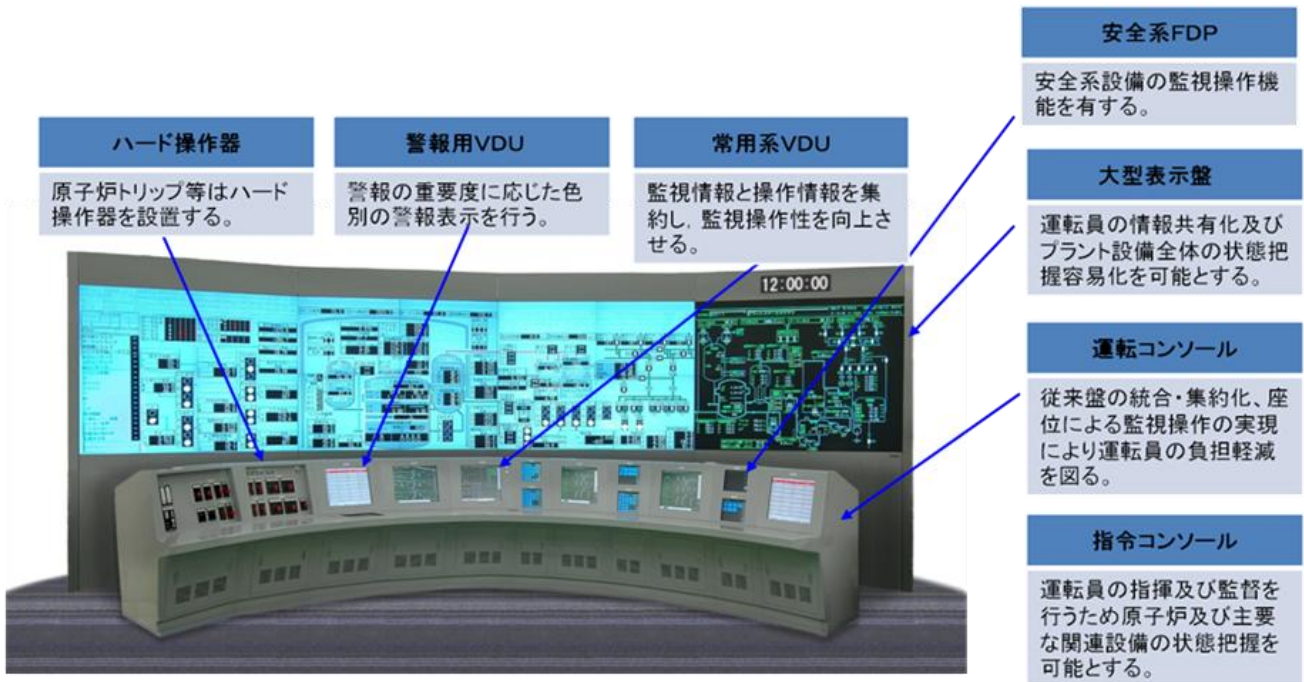 安全系FDP
安全系設備の監視操作機
能を有する。
ハード操作器
原子炉トリップ等はハード
操作器を設置する。
警報用VDU
警報の重要度に応じた色
別の警報表示を行う。
常用系VDU
監視情報と操作情報を集
約し，監視操作性を向上さ
せる。
大型表示盤
運転員の情報共有化及び
プラント設備全体の状態把
握容易化を可能とする。
12:00:00
運転コンソール
従来盤の統合・集約化、座
位による監視操作の実現
により運転員の負担軽減
を図る。
指令コンソール
運転員の指揮及び監督を
行うため原子炉及び主要
な関連設備の状態把握を
可能とする。